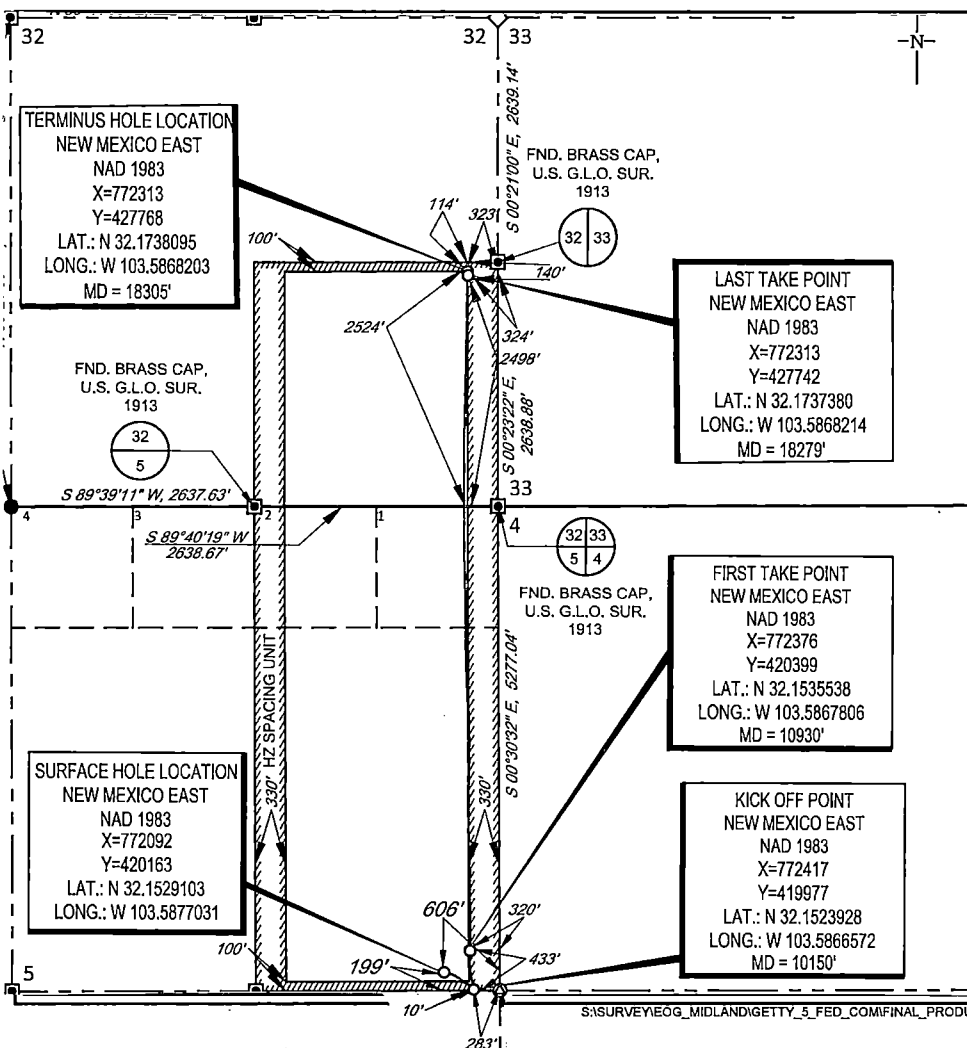 32
32
33
-N-
TERMINUS HOLE LOCATION
NEW MEXICO EAST
NAD 1983
X=772313
Y=427768
LAT.: N 32.1738095
LONG.: W 103.5868203
MD = 18305'
S 00°21'00" E, 2639.14'
FND. BRASS CAP,
U.S. G.L.O. SUR.
1913
32 33
114'
323'
100'
140'
324'
2524'
2498'
S 00°23'22" E,
2638.88'
LAST TAKE POINT
NEW MEXICO EAST
NAD 1983
X=772313
Y=427742
LAT.: N 32.1737380
LONG.: W 103.5868214
MD = 18279'
FND. BRASS CAP,
U.S. G.L.O. SUR.
1913
32
5
S 89°39'11" W, 2637.63'
33
4
3
2
1
4
S 89°40'19" W
2638.67'
32 33
5 4
FND. BRASS CAP,
U.S. G.L.O. SUR.
1913
FIRST TAKE POINT
NEW MEXICO EAST
NAD 1983
X=772376
Y=420399
LAT.: N 32.1535538
LONG.: W 103.5867806
MD = 10930'
S 00°30'32" E, 5277.04'
330' HZ SPACING UNIT
330'
SURFACE HOLE LOCATION
NEW MEXICO EAST
NAD 1983
X=772092
Y=420163
LAT.: N 32.1529103
LONG.: W 103.5877031
KICK OFF POINT
NEW MEXICO EAST
NAD 1983
X=772417
Y=419977
LAT.: N 32.1523928
LONG.: W 103.5866572
MD = 10150'
606'
320'
100'
199'
433'
5
10'
283'
S:\SURVEY\EOG_MIDLAND\GETTY_5_FED_COM\FINAL_PRODU